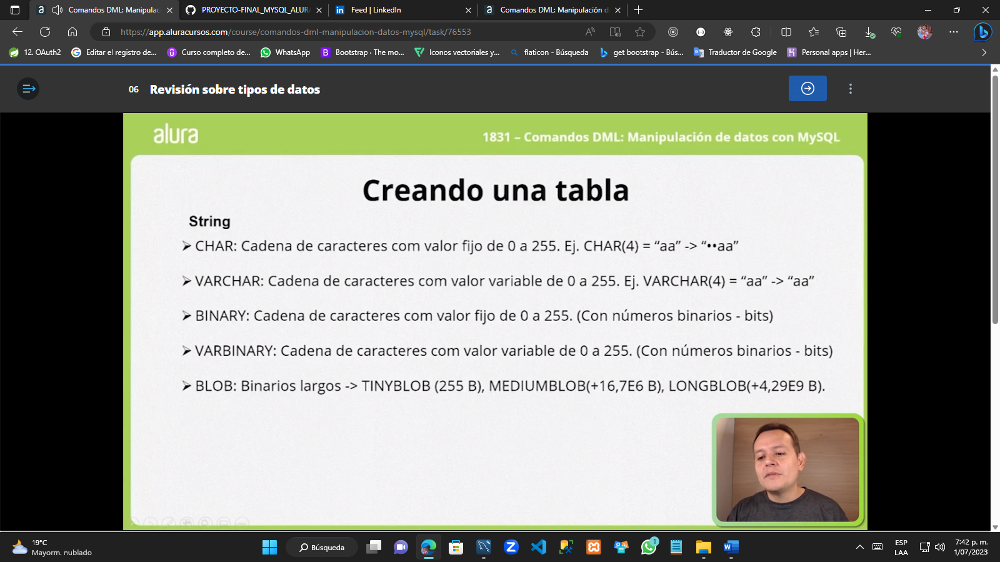 Comandos DML: Manipulac
PROYECTO-FINAL_MYSQL_ALURA
Feed | LinkedIn
Comandos DML: Manipulación d
https://app.aluracursos.com/course/comandos-dml-manipulacion-datos-mysql/task/76553
12. OAuth2
Editar el registro de...
Curso completo de...
WhatsApp
Bootstrap · The mo...
Iconos vectoriales y...
flaticon - Búsqueda
get bootstrap - Bús...
Traductor de Google
Personal apps | Her...
06 Revisión sobre tipos de datos
alura
1831 – Comandos DML: Manipulación de datos con MySQL
Creando una tabla
String
➢ CHAR: Cadena de caracteres com valor fijo de 0 a 255. Ej. CHAR(4) = “aa” -> “••aa”
➢ VARCHAR: Cadena de caracteres com valor variable de 0 a 255. Ej. VARCHAR(4) = “aa” -> “aa”
➢ BINARY: Cadena de caracteres com valor fijo de 0 a 255. (Con números binarios - bits)
➢ VARBINARY: Cadena de caracteres com valor variable de 0 a 255. (Con números binarios - bits)
➢ BLOB: Binarios largos -> TINYBLOB (255 B), MEDIUMBLOB(+16,7E6 B), LONGBLOB(+4,29E9 B).
19°C
Mayorm. nublado
Búsqueda
1
ESP
LAA
7:42 p. m.
1/07/2023